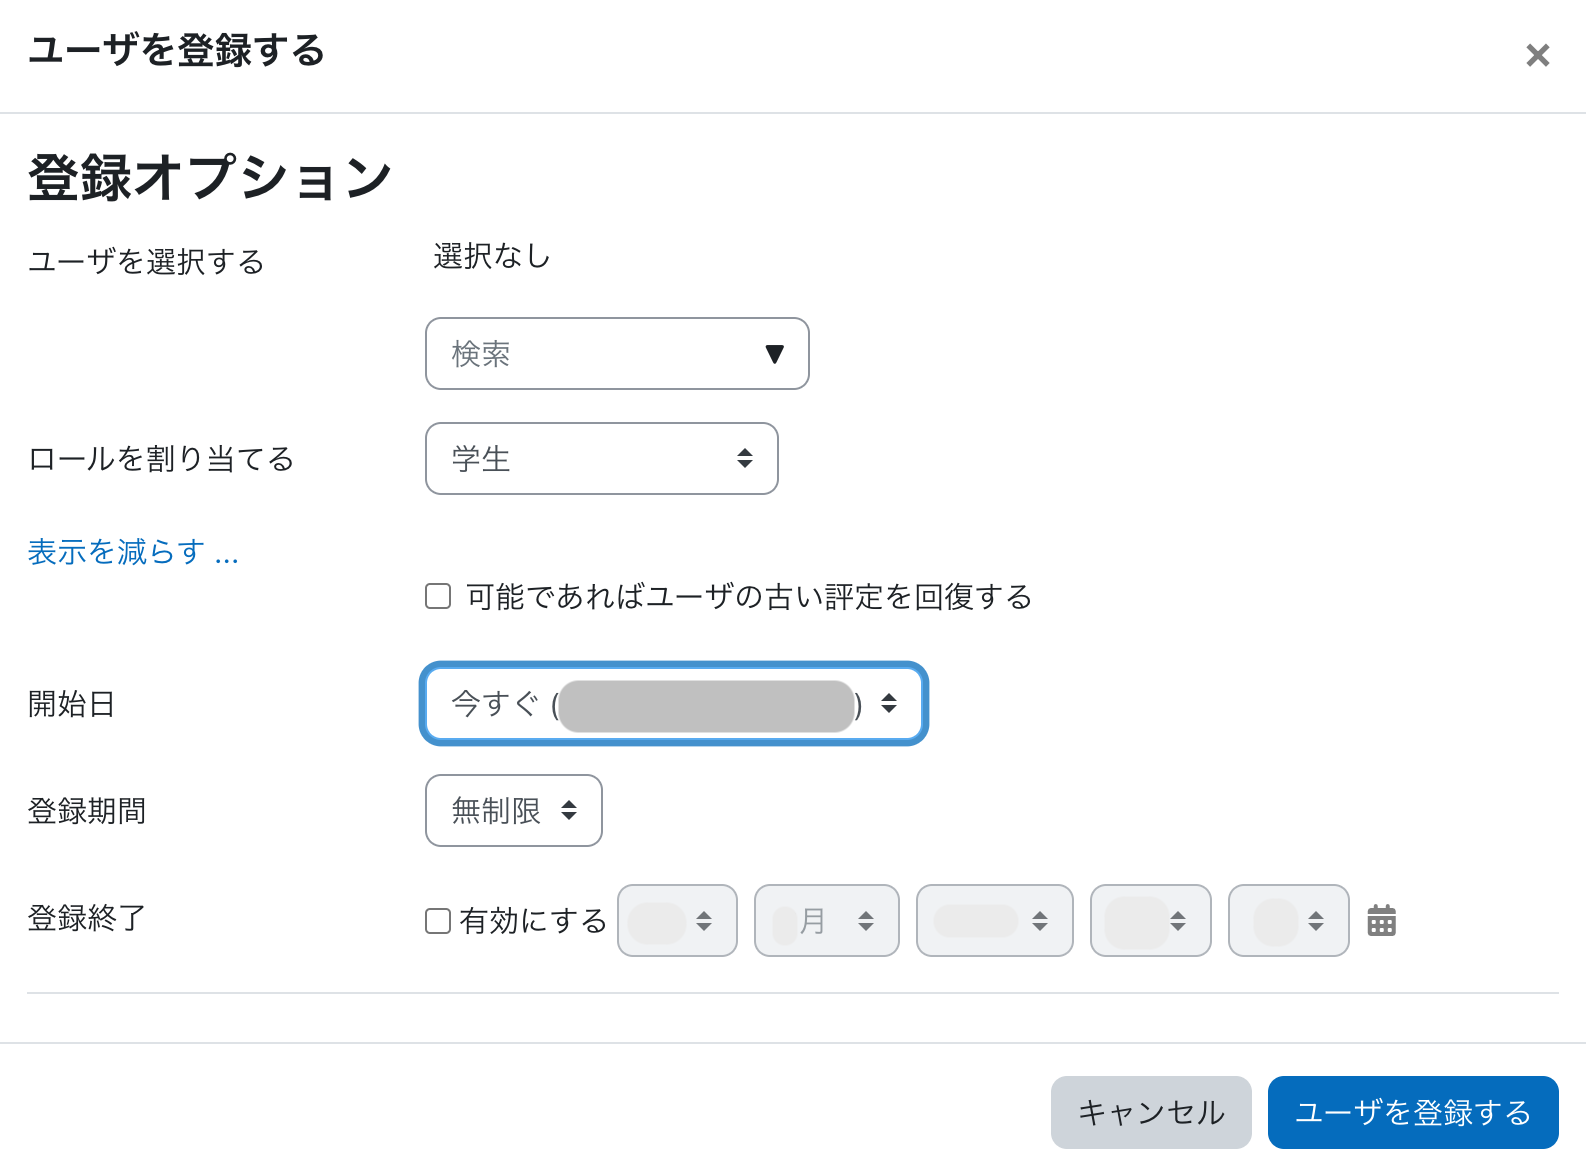 ユーザを登録する
登録オプション
ユーザを選択する
選択なし
検索
ロールを割り当てる
学生
表示を減らす ...
可能であればユーザの古い評定を回復する
開始日
今すぐ ( )
登録期間
無制限
登録終了
有効にする 月
キャンセル ユーザを登録する